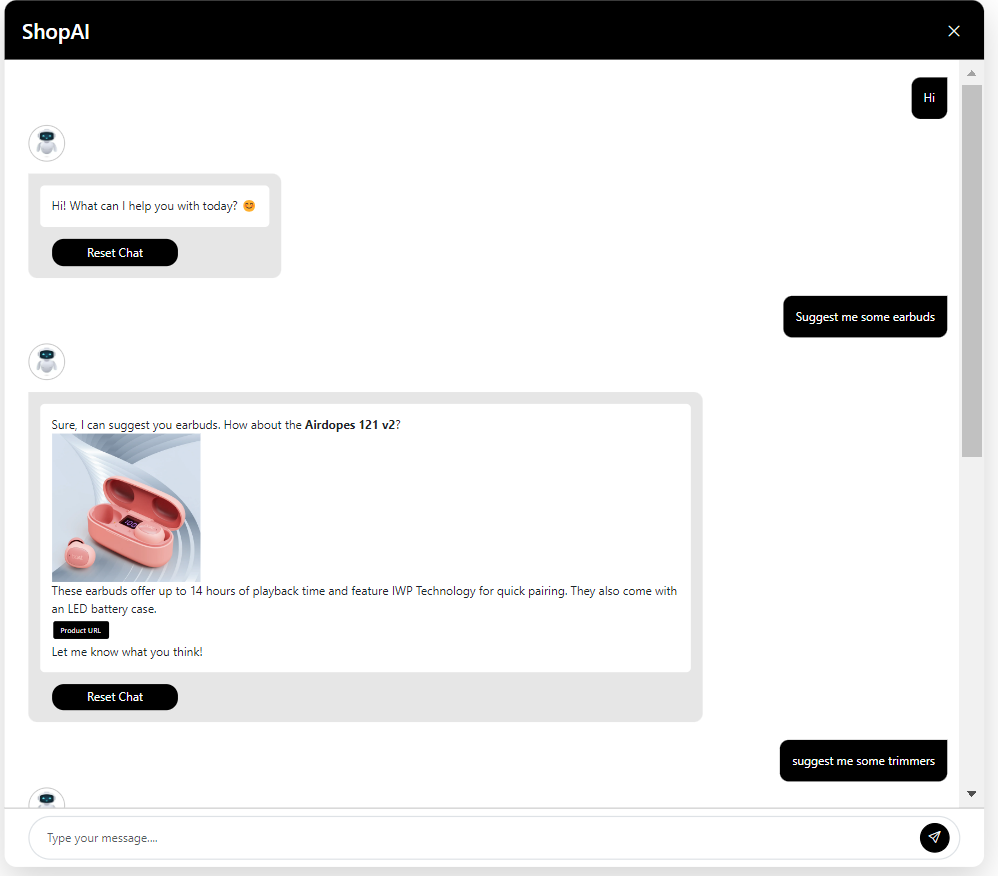 ShopAI
Hi
Hi! What can I help you with today? 😊
Reset Chat
Suggest me some earbuds
Sure, I can suggest you earbuds. How about the Airdopes 121 v2?
100
These earbuds offer up to 14 hours of playback time and feature IWP Technology for quick pairing. They also come with
an LED battery case.
Product URL
Let me know what you think!
Reset Chat
suggest me some trimmers
Type your message....